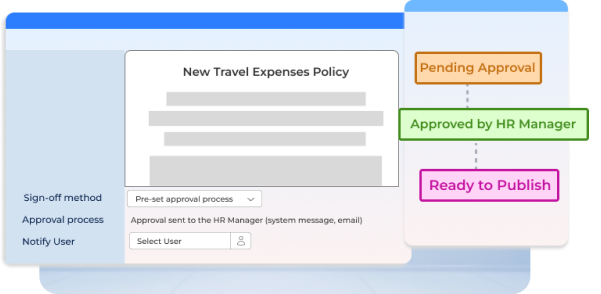 New Travel Expenses Policy
Sign-off method
Pre-set approval process
Approval process
Approval sent to the HR Manager (system message, email)
Notify User
Select User
Pending Approval
Approved by HR Manager
Ready to Publish